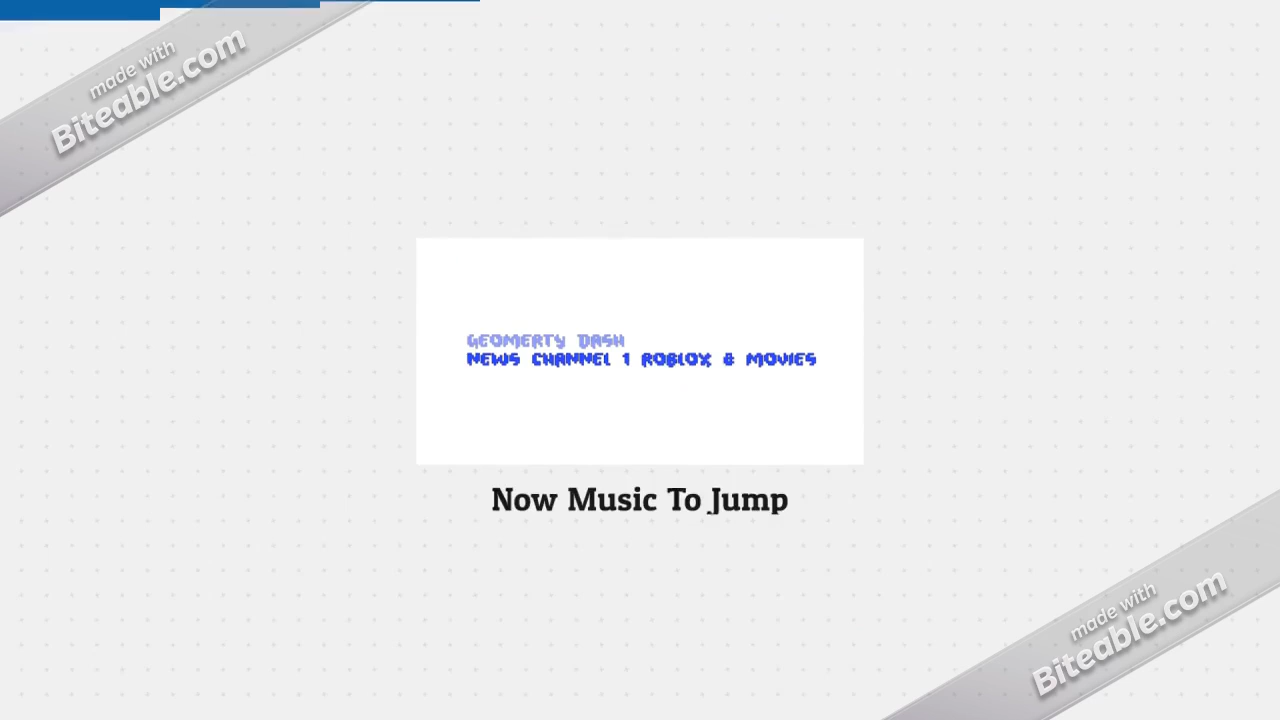 made with
Biteable.com
GEOMERTY DASH
NEWS CHANNEL 1 ROBLOX & MOVIES
Now Music To Jump
made with
Biteable.com